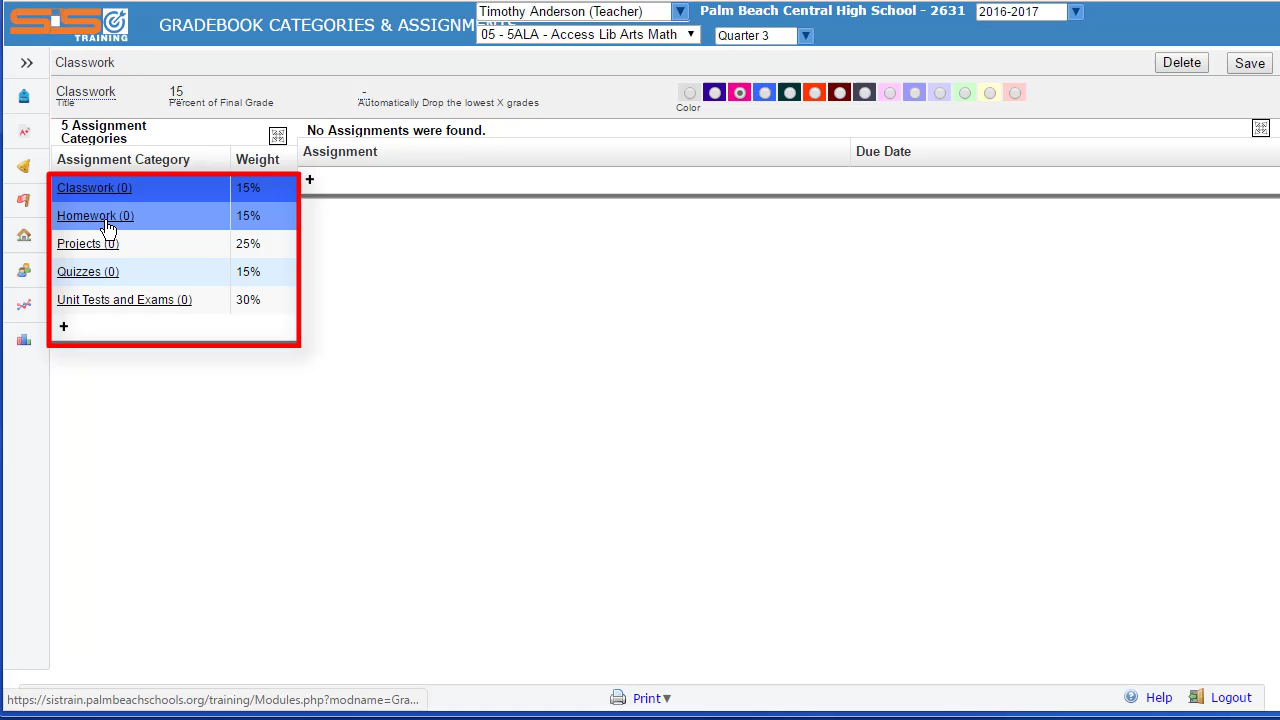 SIS
TRAINING
GRADEBOOK CATEGORIES & ASSIGNMENTS
Timothy Anderson (Teacher)
Palm Beach Central High School - 2631
2016-2017
05 - 5ALA - Access Lib Arts Math
Quarter 3
Classwork
Delete
Save
Classwork
15
-
Title
Percent of Final Grade
Automatically Drop the lowest X grades
Color
5 Assignment
Categories
No Assignments were found.
Assignment Category
Weight
Assignment
Due Date
Classwork (0)
15%
+
Homework (0)
15%
Projects (0)
25%
Quizzes (0)
15%
Unit Tests and Exams (0)
30%
+
https://sistrain.palmbeachschools.org/training/Modules.php?modname=Gra...
Print
Help
Logout